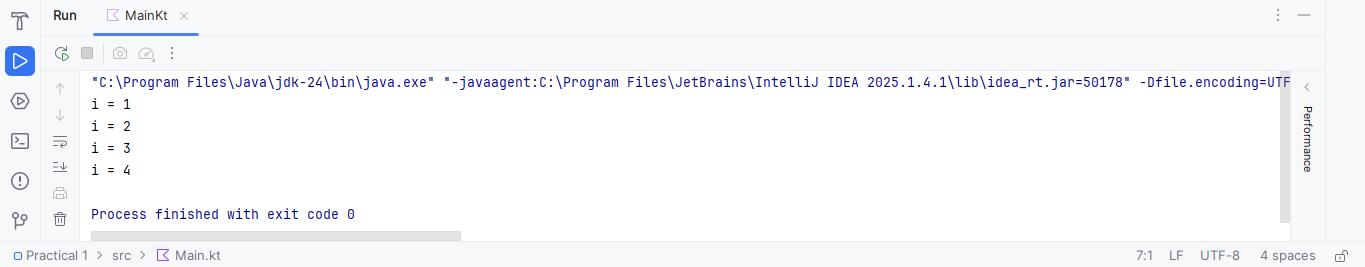 Run MainKt
"C:\Program Files\Java\jdk-24\bin\java.exe" "-javaagent:C:\Program Files\JetBrains\IntelliJ IDEA 2025.1.4.1\lib\idea_rt.jar=50178" -Dfile.encoding=UTF
i = 1
i = 2
i = 3
i = 4
Process finished with exit code 0
Performance
Practical 1 > src > Main.kt 7:1 LF UTF-8 4 spaces